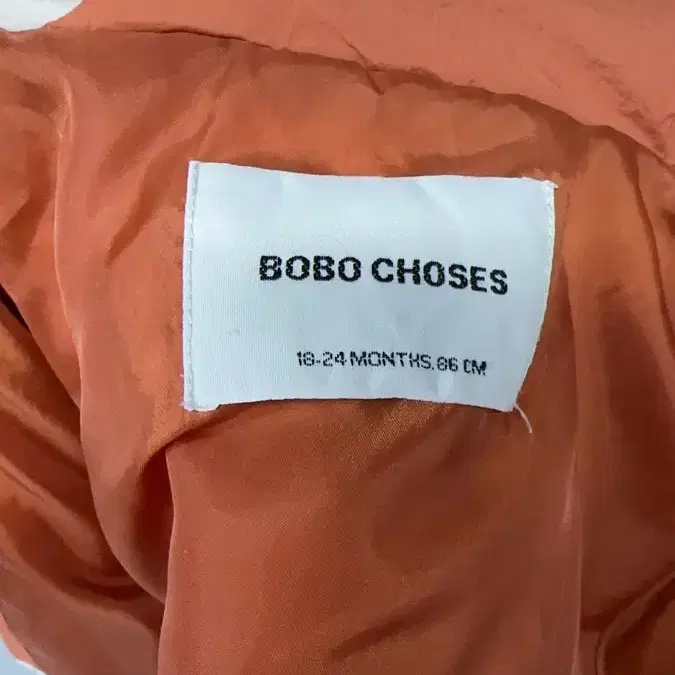 BOBO CHOSES
18-24 MONTHS. 86 CM